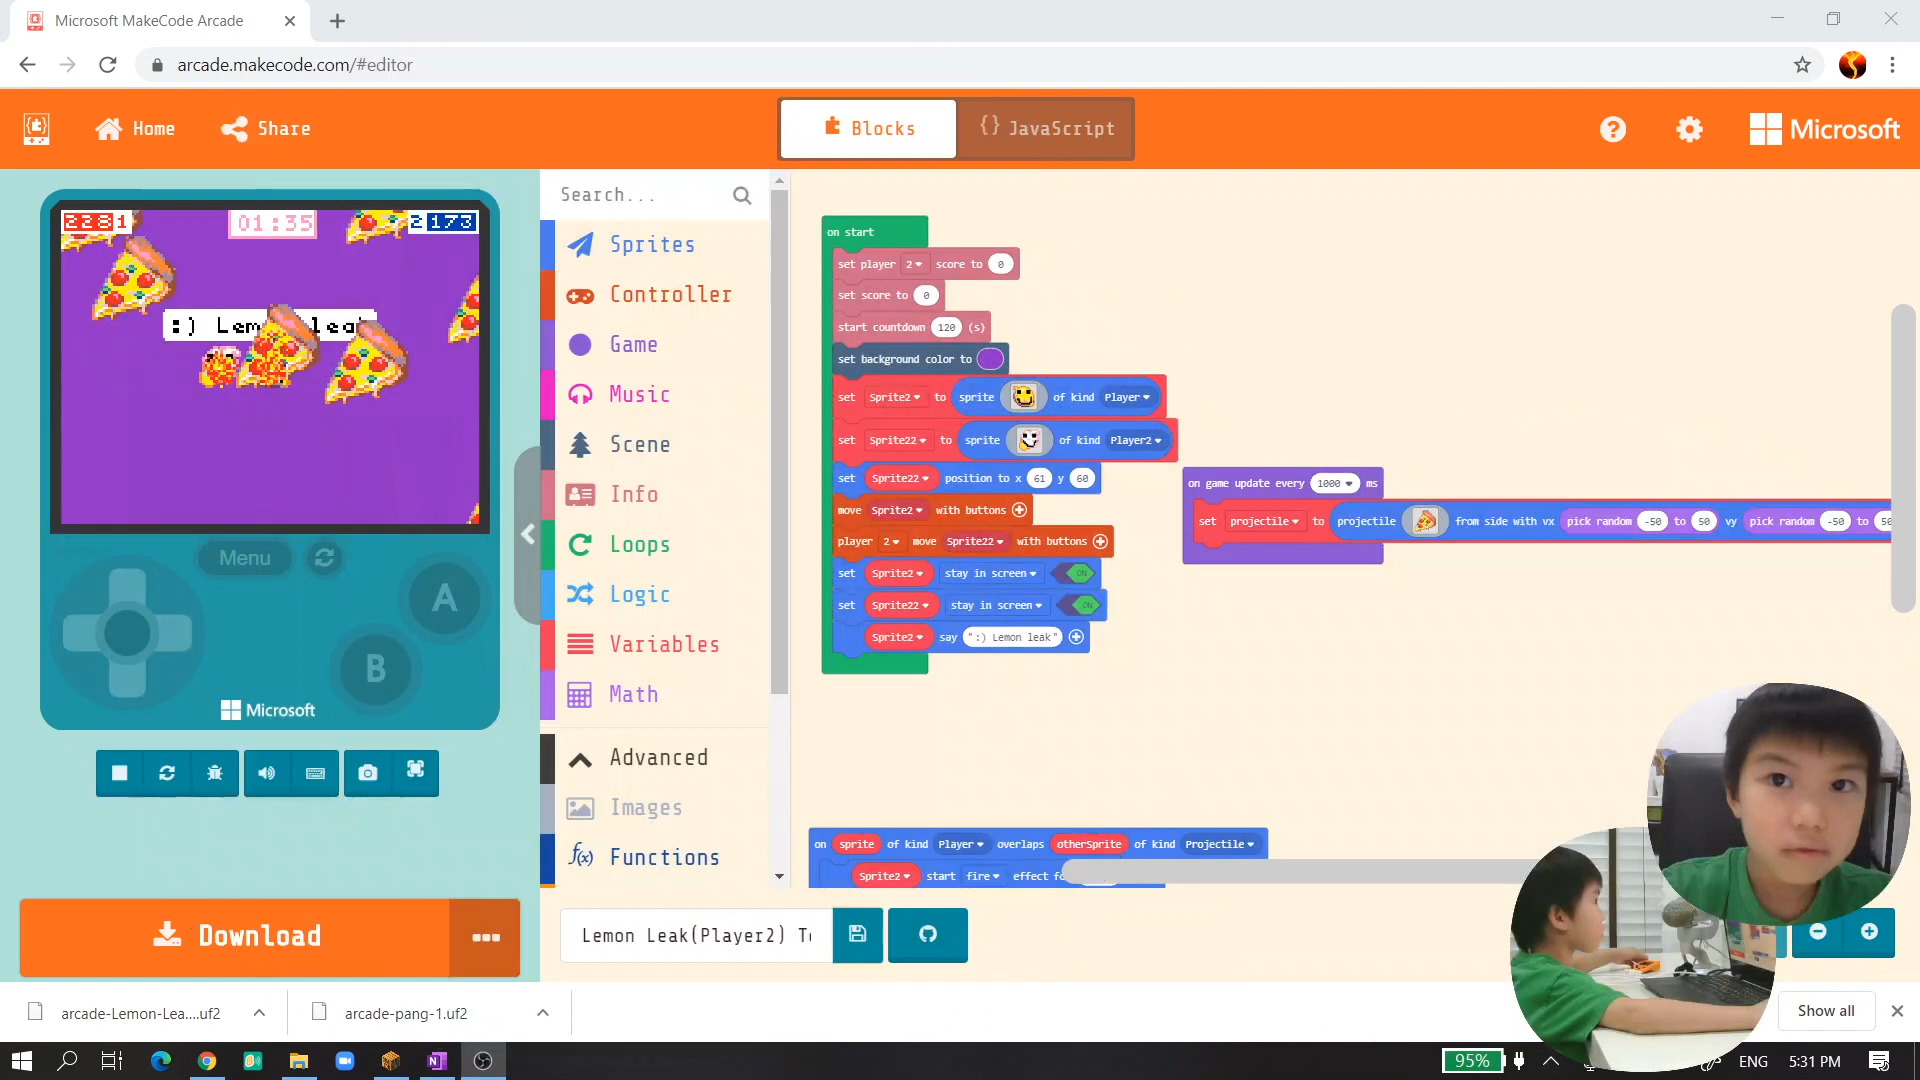 Microsoft MakeCode Arcade
arcade.makecode.com/#editor
Home
Share
Blocks
{} JavaScript
Microsoft
2281
01:35
2173
:) Lem leak
Menu
A
B
Microsoft
Download
Search...
Sprites
Controller
Game
Music
Scene
Info
Loops
Logic
Variables
Math
Advanced
Images
f(x) Functions
on start
set player 2 score to 0
set score to 0
start countdown 120 (s)
set background color to
set Sprite2 to sprite of kind Player
set Sprite22 to sprite of kind Player2
set Sprite22 position to x 61 y 60
move Sprite2 with buttons
player 2 move Sprite22 with buttons
set Sprite2 stay in screen ON
set Sprite22 stay in screen ON
Sprite2 say ":) Lemon leak"
on game update every 1000 ms
set projectile to projectile from side with vx pick random -50 to 50 vy pick random -50 to 50
on sprite of kind Player overlaps otherSprite of kind Projectile
Sprite2 start fire effect fo
Lemon Leak(Player2) T
arcade-Lemon-Lea....uf2
arcade-pang-1.uf2
Show all
95%
ENG
5:31 PM